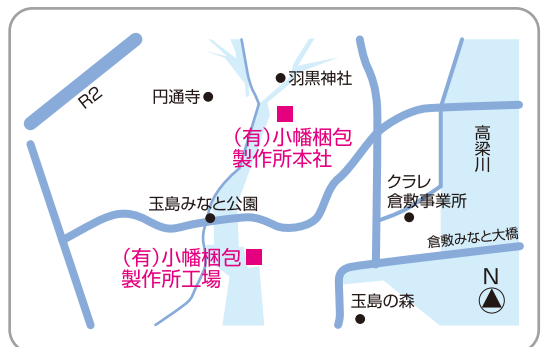 R2
円通寺
羽黒神社
(有)小幡梱包
製作所本社
高梁川
クラレ
倉敷事業所
玉島みなと公園
倉敷みなと大橋
(有)小幡梱包
製作所工場
N
玉島の森